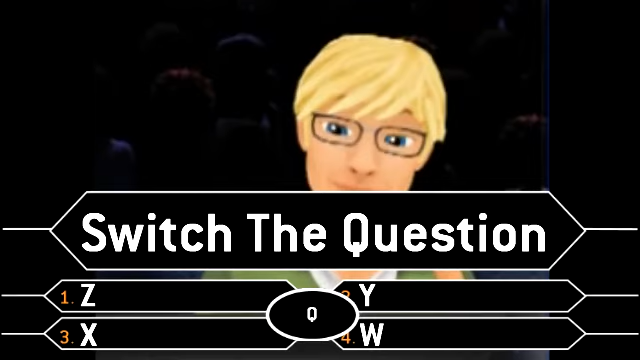 Switch The Question
1. Z
2. Y
Q
3. X
4. W